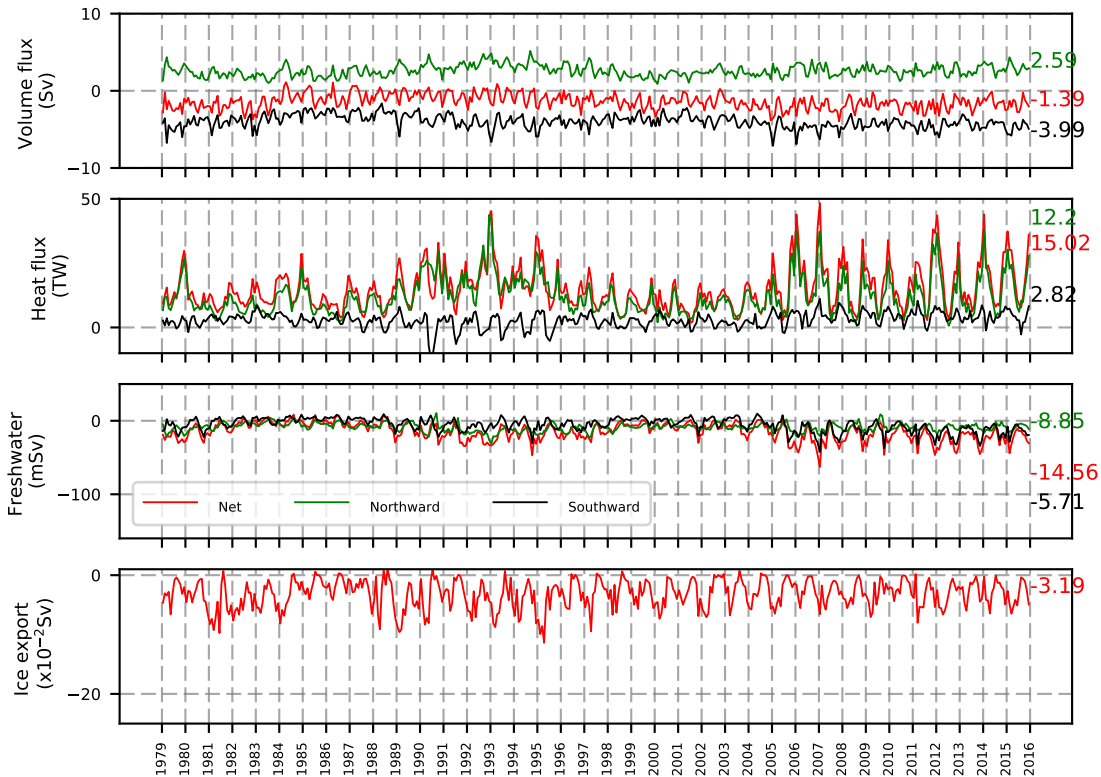 10
0
−10
Volume flux
(Sv)
2.59
-1.39
-3.99
50
0
Heat flux
(TW)
12.2
15.02
2.82
0
−100
Freshwater
(mSv)
-8.85
-14.56
-5.71
Net
Northward
Southward
0
−20
Ice export
(x10⁻²Sv)
-3.19
1979 1980 1981 1982 1983 1984 1985 1986 1987 1988 1989 1990 1991 1992 1993 1994 1995 1996 1997 1998 1999 2000 2001 2002 2003 2004 2005 2006 2007 2008 2009 2010 2011 2012 2013 2014 2015 2016